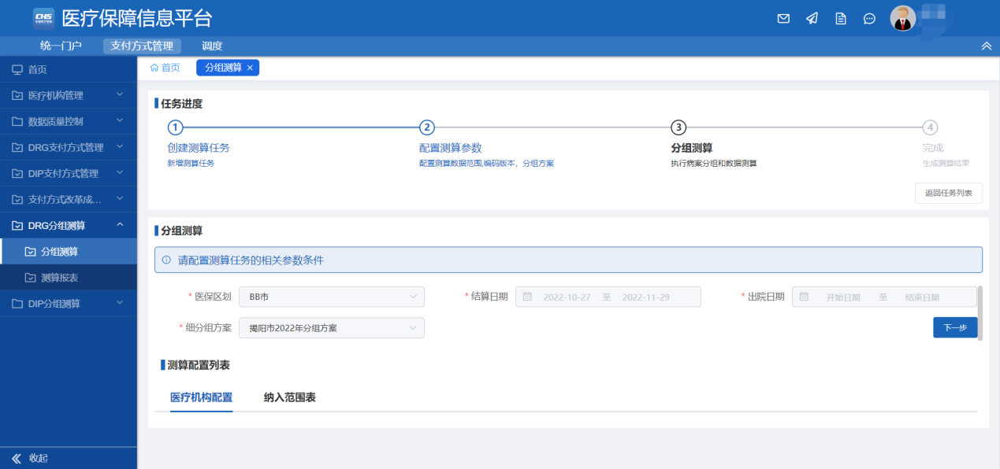 CHS 医疗保障信息平台
统一门户 支付方式管理 调度
首页
医疗机构管理
数据质量控制
DRG支付方式管理
DIP支付方式管理
支付方式改革成...
DRG分组测算
分组测算
测算报表
DIP分组测算
收起
首页 分组测算 ×
任务进度
1 2 3 4
创建测算任务 配置测算参数 分组测算 完成
新增测算任务 配置测算数据范围,编码版本，分组方案 执行病案分组和数据测算 生成测算结果
返回任务列表
分组测算
请配置测算任务的相关参数条件
* 医保区划 BB市 * 结算日期 2022-10-27 至 2022-11-29 * 出院日期 开始日期 至 结束日期
* 细分组方案 揭阳市2022年分组方案 下一步
测算配置列表
医疗机构配置 纳入范围表